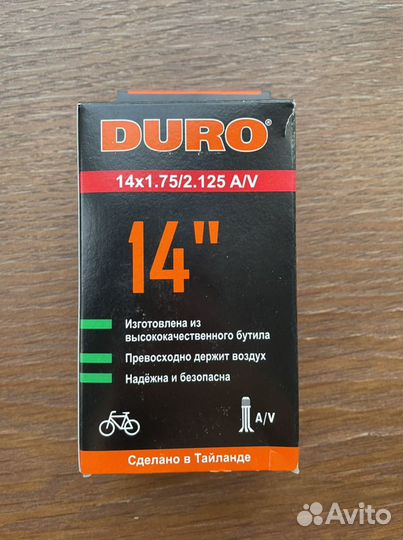 DURO®
14x1.75/2.125 A/V
14"
Изготовлена из
высококачественного бутила
Превосходно держит воздух
Надёжна и безопасна
A/V
Сделано в Тайланде
Avito